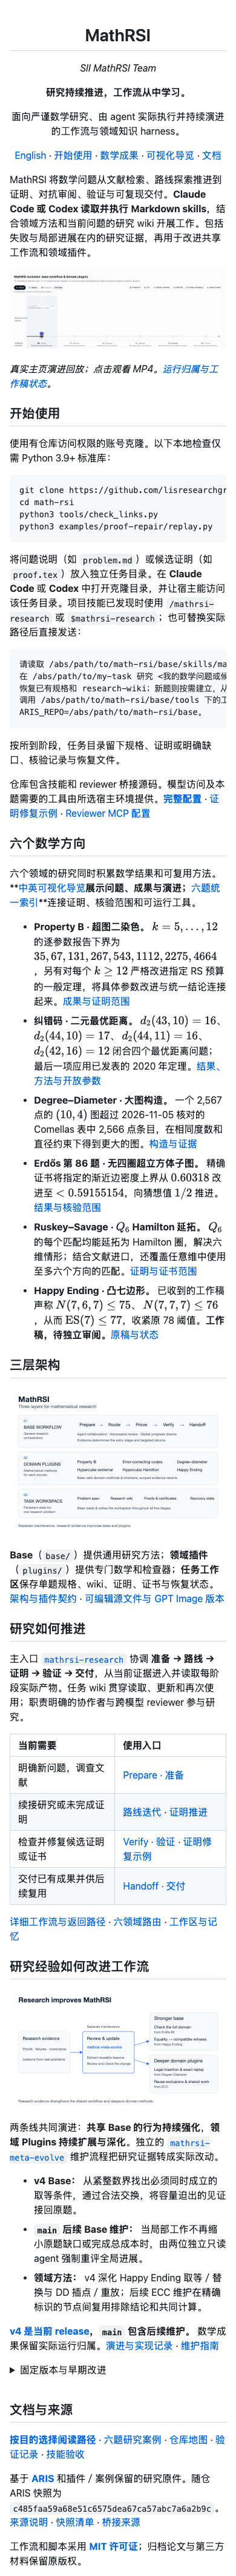 MathRSI
SII MathRSI Team
研究持续推进，工作流从中学习。
面向严谨数学研究、由 agent 实际执行并持续演进
的工作流与领域知识 harness。
English · 开始使用 · 数学成果 · 可视化导览 · 文档
MathRSI 将数学问题从文献检索、路线探索推进到
证明、对抗审阅、验证与可复现交付。Claude
Code 或 Codex 读取并执行 Markdown skills，结
合领域方法和当前问题的研究 wiki 开展工作。包括
失败与局部进展在内的研究证据，再用于改进共享
工作流和领域插件。
真实主页演进回放；点击观看 MP4。运行归属与工
作稿状态。
开始使用
使用有仓库访问权限的账号克隆。以下本地检查仅
需 Python 3.9+ 标准库：
git clone https://github.com/lisresearchgr
cd math-rsi
python3 tools/check_links.py
python3 examples/proof-repair/replay.py
将问题说明（如 problem.md）或候选证明（如
proof.tex）放入独立任务目录。在 Claude
Code 或 Codex 中打开克隆目录，并让宿主能访问
该任务目录。项目技能已发现时使用 /mathrsi-
research 或 $mathrsi-research；也可替换实际
路径后直接发送：
请读取 /abs/path/to/math-rsi/base/skills/ma
在 /abs/path/to/my-task 研究 <我的数学问题或候
恢复已有规格和 research-wiki；新题则按需建立，从
调用 /abs/path/to/math-rsi/base/tools 下的工
ARIS_REPO=/abs/path/to/math-rsi/base。
按所到阶段，任务目录留下规格、证明或明确缺
口、核验记录与恢复文件。
仓库包含技能和 reviewer 桥接源码。模型访问及本
题需要的工具由所选宿主环境提供。完整配置 · 证
明修复示例 · Reviewer MCP 配置
六个数学方向
六个领域的研究同时积累数学结果和可复用方法。
**中英可视化导览展示问题、成果与演进；六题统
一索引**连接证明、核验范围和可运行工具。
Property B · 超图二染色。 k = 5, . . . , 12
的逐参数报告下界为
35, 67, 131, 267, 543, 1112, 2275, 4664
，另有对每个 k ≥ 12 严格改进指定 RS 预算
的一般定理，将具体参数改进与统一结论连接
起来。成果与证明范围
纠错码 · 二元最优距离。 d₂(43, 10) = 16、
d₂(44, 10) = 17、 d₂(44, 11) = 16、
d₂(42, 16) = 12 闭合四个最优距离问题；
最后一项应用已发表的 2020 年定理。结果、
方法与开放参数
Degree–Diameter · 大图构造。 一个 2,567
点的 (10, 4) 图超过 2026-11-05 核对的
Comellas 表中 2,566 点条目，在相同度数和
直径约束下得到更大的图。构造与证据
Erdős 第 86 题 · 无四圈超立方体子图。 精确
证书将指定的渐近边密度上界从 0.60318 改
进至 < 0.59155154，向猜想值 1/2 推进。
结果与核验范围
Ruskey–Savage · Q₆ Hamilton 延拓。 Q₆
的每个匹配均能延拓为 Hamilton 圈，解决六
维情形；结合文献进口，还覆盖任意维中使用
至多六个方向的匹配。证明与证书范围
Happy Ending · 凸七边形。 已收到的工作稿
声称 N(7, 6, 7) ≤ 75、 N(7, 7, 7) ≤ 76
，从而 ES(7) ≤ 77，收紧原 78 阈值。工作
稿，待独立审阅。原稿与状态
三层架构
MathRSI
Three layers for mathematical research
BASE WORKFLOW
Prepare → Route → Prove → Verify → Handoff
DOMAIN PLUGINS
Property B
Error-correcting codes
Degree-diameter
Hypercube extremal
Hypercube Hamilton
Happy Ending
TASK WORKSPACE
Problem spec
Research wiki
Proofs & certificates
Recovery state
Base（base/）提供通用研究方法；领域插件
（plugins/）提供专门数学和检查器；任务工作
区保存单题规格、wiki、证明、证书与恢复状态。
架构与插件契约 · 可编辑源文件与 GPT Image 版本
研究如何推进
主入口 mathrsi-research 协调 准备 → 路线 →
证明 → 验证 → 交付，从当前证据进入并读取每阶
段实际产物。任务 wiki 贯穿读取、更新和再次使
用；职责明确的协作者与跨模型 reviewer 参与研
究。
当前需要 使用入口
明确新问题，调查文
献 Prepare · 准备
续接研究或未完成证
明 路线迭代 · 证明推进
检查并修复候选证明
或证书 Verify · 验证 · 证明修
复示例
交付已有成果并供后
续复用 Handoff · 交付
详细工作流与返回路径 · 六领域路由 · 工作区与记
忆
研究经验如何改进工作流
Research improves MathRSI
Research evidence
Review & update
mathrsi-meta-evolve
Stronger base
Deeper domain plugins
两条线共同演进：共享 Base 的行为持续强化，领
域 Plugins 持续扩展与深化。独立的 mathrsi-
meta-evolve 维护流程把研究证据转成实际改动。
v4 Base： 从紧整数界找出必须同时成立的
取等条件，通过合法交换，将容量迫出的见证
接回原题。
main 后续 Base 维护： 当局部工作不再缩
小原题缺口或完成总成本时，由两位独立只读
agent 强制重评全局进展。
领域方法： v4 深化 Happy Ending 取等 / 替
换与 DD 插点 / 重放；后续 ECC 维护在精确
标识的节点间复用排除结论和共同计算。
v4 是当前 release，main 包含后续维护。 数学成
果保留实际运行归属。演进与实现记录 · 维护指南
▶ 固定版本与早期改进
文档与来源
按目的选择阅读路径 · 六题研究案例 · 仓库地图 · 验
证记录 · 技能验收
基于 ARIS 和插件 / 案例保留的研究原件。随仓
ARIS 快照为
c485faa59a68e51c6575dea67ca57abc7a6a2b9c 。
来源说明 · 快照清单 · 桥接来源
工作流和脚本采用 MIT 许可证；归档论文与第三方
材料保留原版权。